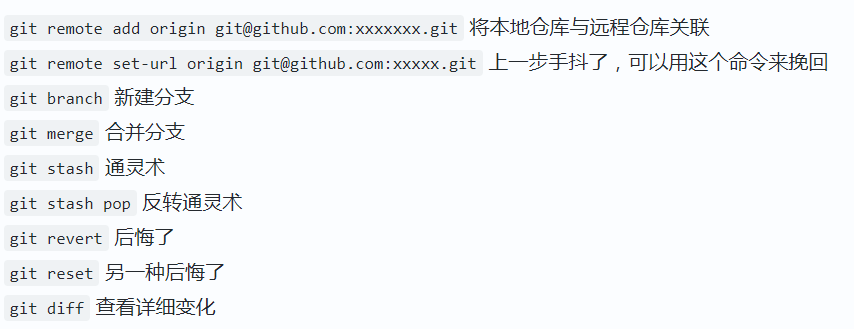 git remote add origin git@github.com:xxxxxxx.git 将本地仓库与远程仓库关联
git remote set-url origin git@github.com:xxxxx.git 上一步手抖了，可以用这个命令来挽回
git branch 新建分支
git merge 合并分支
git stash 通灵术
git stash pop 反转通灵术
git revert 后悔了
git reset 另一种后悔了
git diff 查看详细变化